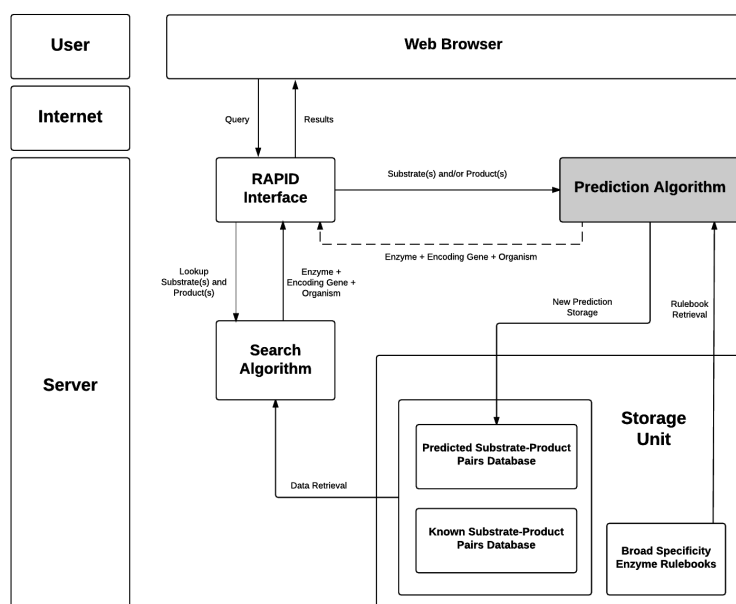 User
Web Browser
Internet
Query
Results
RAPID
Interface
Substrate(s) and/or Product(s)
Prediction Algorithm
Enzyme + Encoding Gene + Organism
Lookup
Substrate(s) and
Product(s)
Enzyme +
Encoding Gene +
Organism
New Prediction
Storage
Rulebook
Retrieval
Search
Algorithm
Server
Storage
Unit
Predicted Substrate-Product
Pairs Database
Data Retrieval
Known Substrate-Product
Pairs Database
Broad Specificity
Enzyme Rulebooks